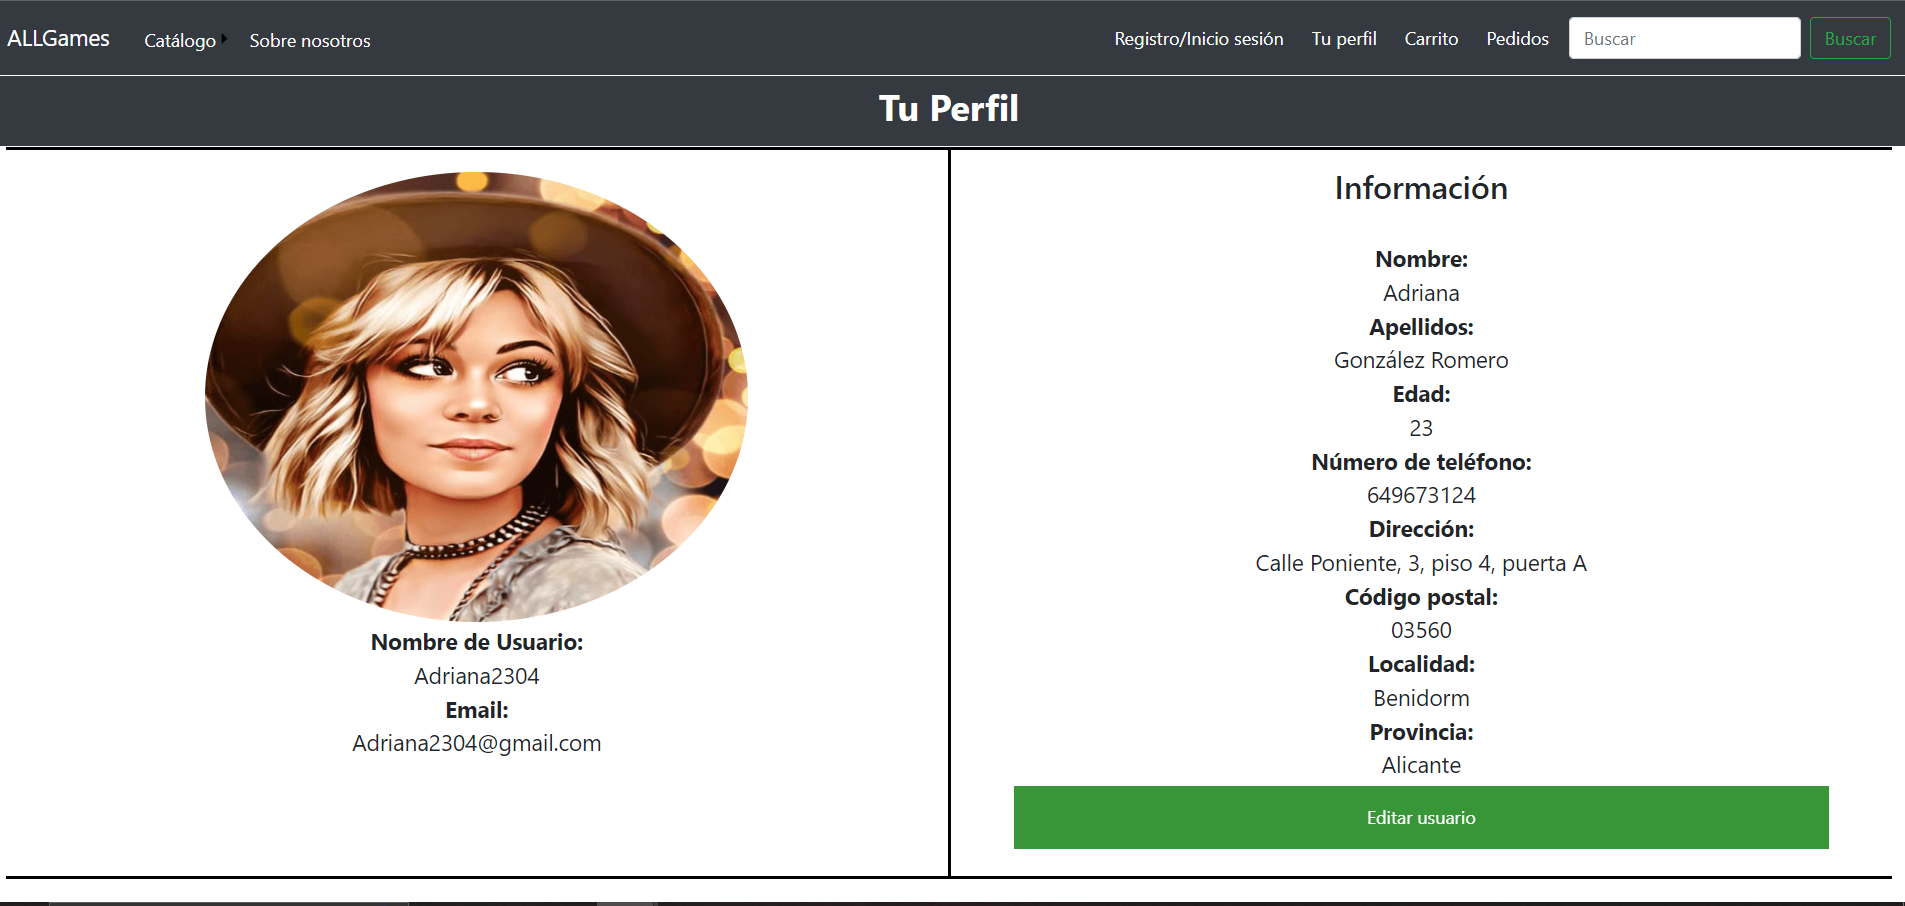 ALLGames Catálogo Sobre nosotros Registro/Inicio sesión Tu perfil Carrito Pedidos Buscar Buscar
Tu Perfil
Nombre de Usuario:
Adriana2304
Email:
Adriana2304@gmail.com
Información
Nombre:
Adriana
Apellidos:
González Romero
Edad:
23
Número de teléfono:
649673124
Dirección:
Calle Poniente, 3, piso 4, puerta A
Código postal:
03560
Localidad:
Benidorm
Provincia:
Alicante
Editar usuario